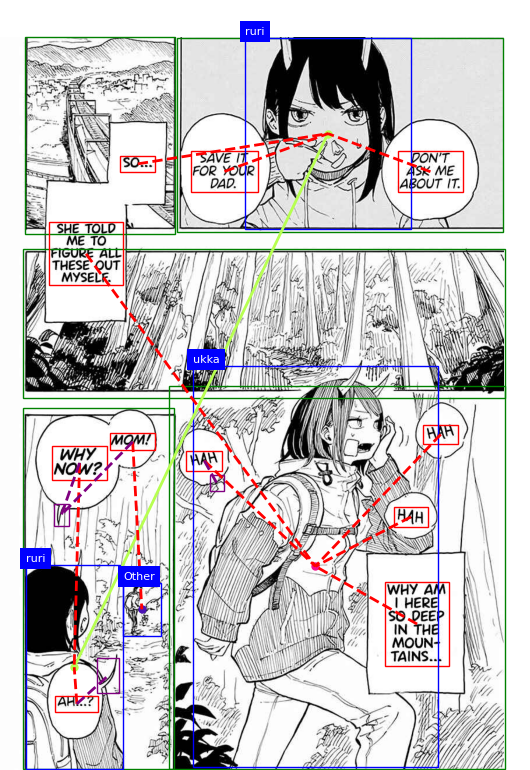 ruri
DON'T
ASK ME
ABOUT IT.
SAVE IT
FOR YOUR
DAD.
SO...
SHE TOLD
ME TO
FIGURE ALL
THESE OUT
MYSELF.
ukka
HAH
HAH
HAH
WHY AM
I HERE
SO DEEP
IN THE
MOUN-
TAINS...
MOM!
WHY
NOW?
ruri
Other